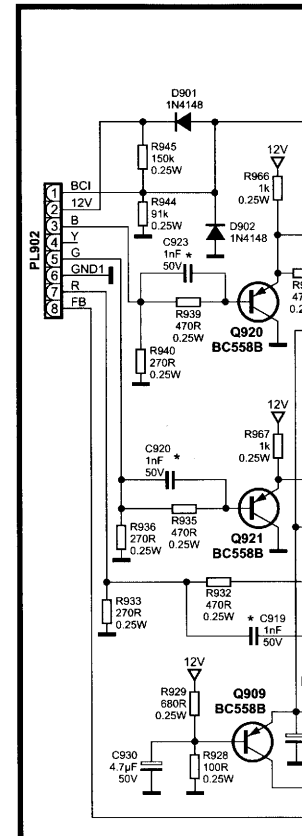 D901
1N4148
12V
R945
150k
0.25W
R966
1k
0.25W
PL902
1 BCI
2 12V
3 B
4 Y
5 G
6 GND1
7 R
8 FB
R944
91k
0.25W
D902
1N4148
C923
1nF *
50V
R939
470R
0.25W
Q920
BC558B
R940
270R
0.25W
12V
R967
1k
0.25W
C920
1nF *
50V
R936
270R
0.25W
R935
470R
0.25W
Q921
BC558B
R933
270R
0.25W
R932
470R
0.25W
* C919
1nF
50V
12V
R929
680R
0.25W
Q909
BC558B
C930
4.7µF
50V
R928
100R
0.25W